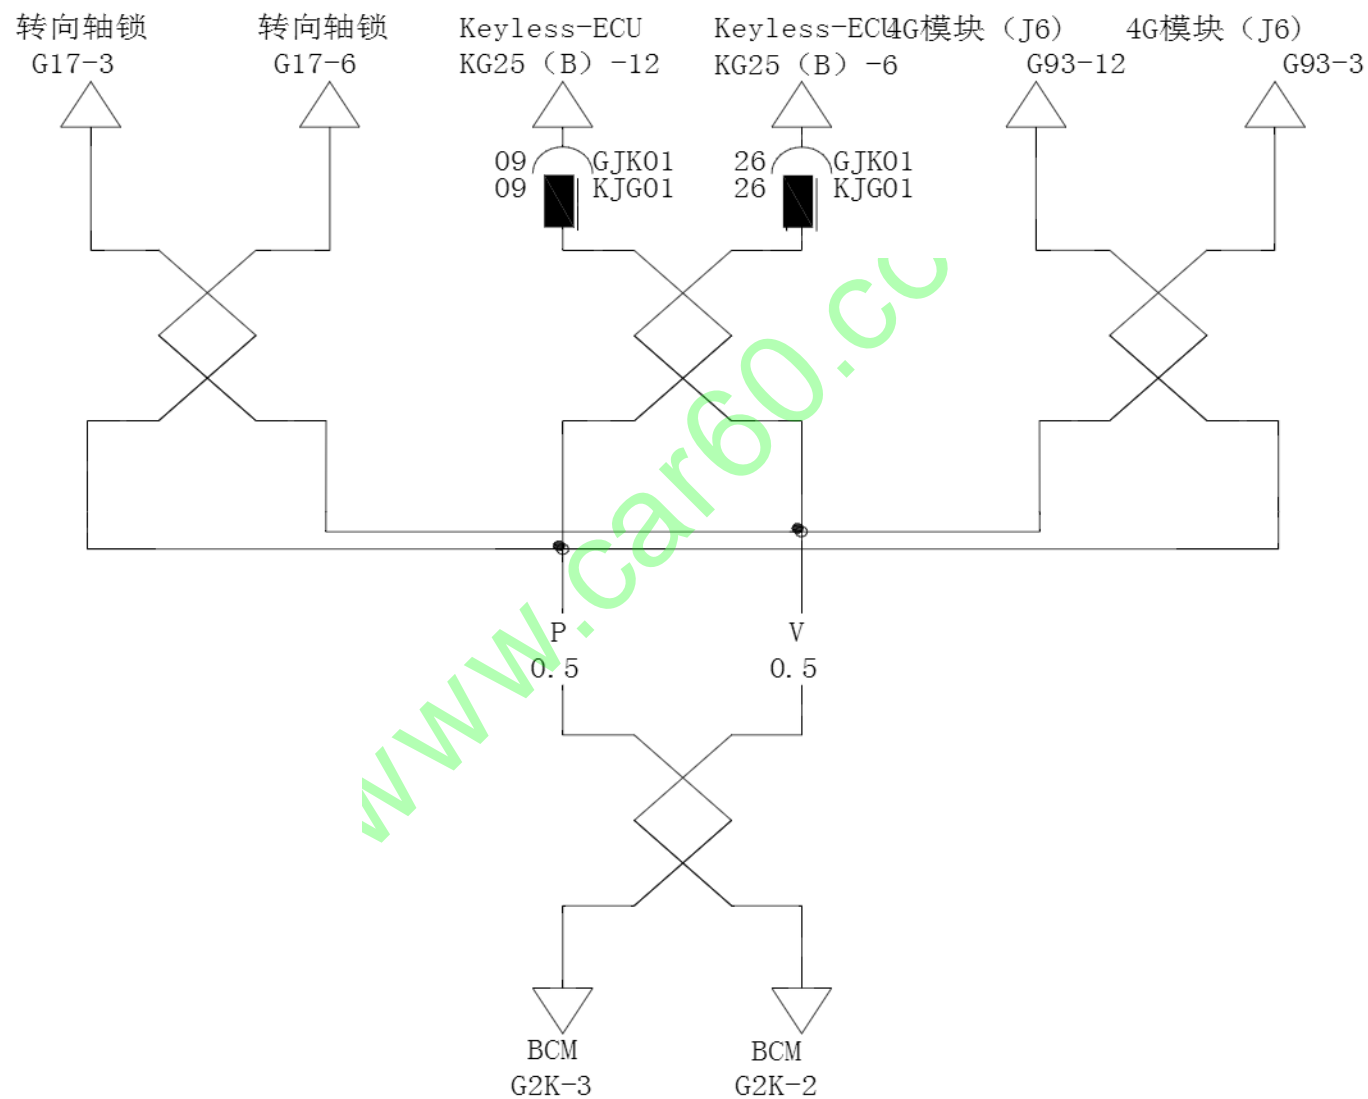 转向轴锁
G17-3
转向轴锁
G17-6
Keyless-ECU
KG25（B）-12
Keyless-ECU
KG25（B）-6
4G模块（J6）
G93-12
4G模块（J6）
G93-3
09 GJK01
09 KJG01
26 GJK01
26 KJG01
www.car60.co
P
0.5
V
0.5
BCM
G2K-3
BCM
G2K-2